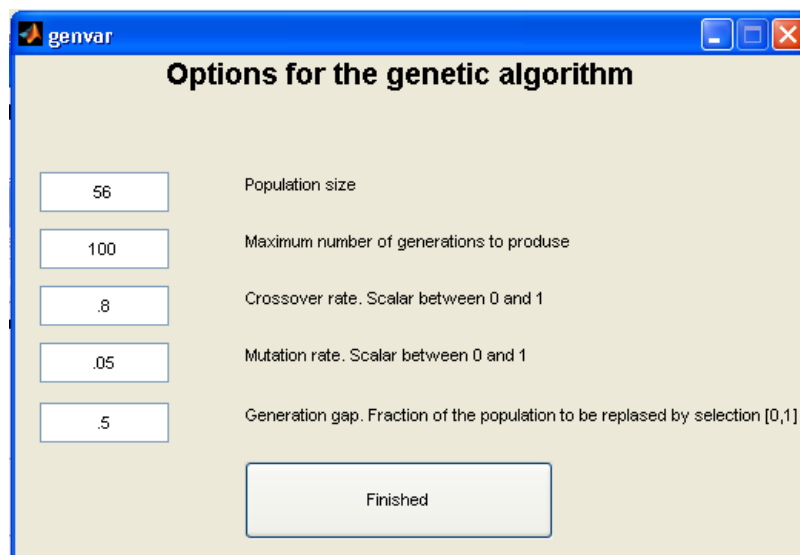 genvar
Options for the genetic algorithm
56 Population size
100 Maximum number of generations to produse
.8 Crossover rate. Scalar between 0 and 1
.05 Mutation rate. Scalar between 0 and 1
.5 Generation gap. Fraction of the population to be replased by selection [0,1]
Finished